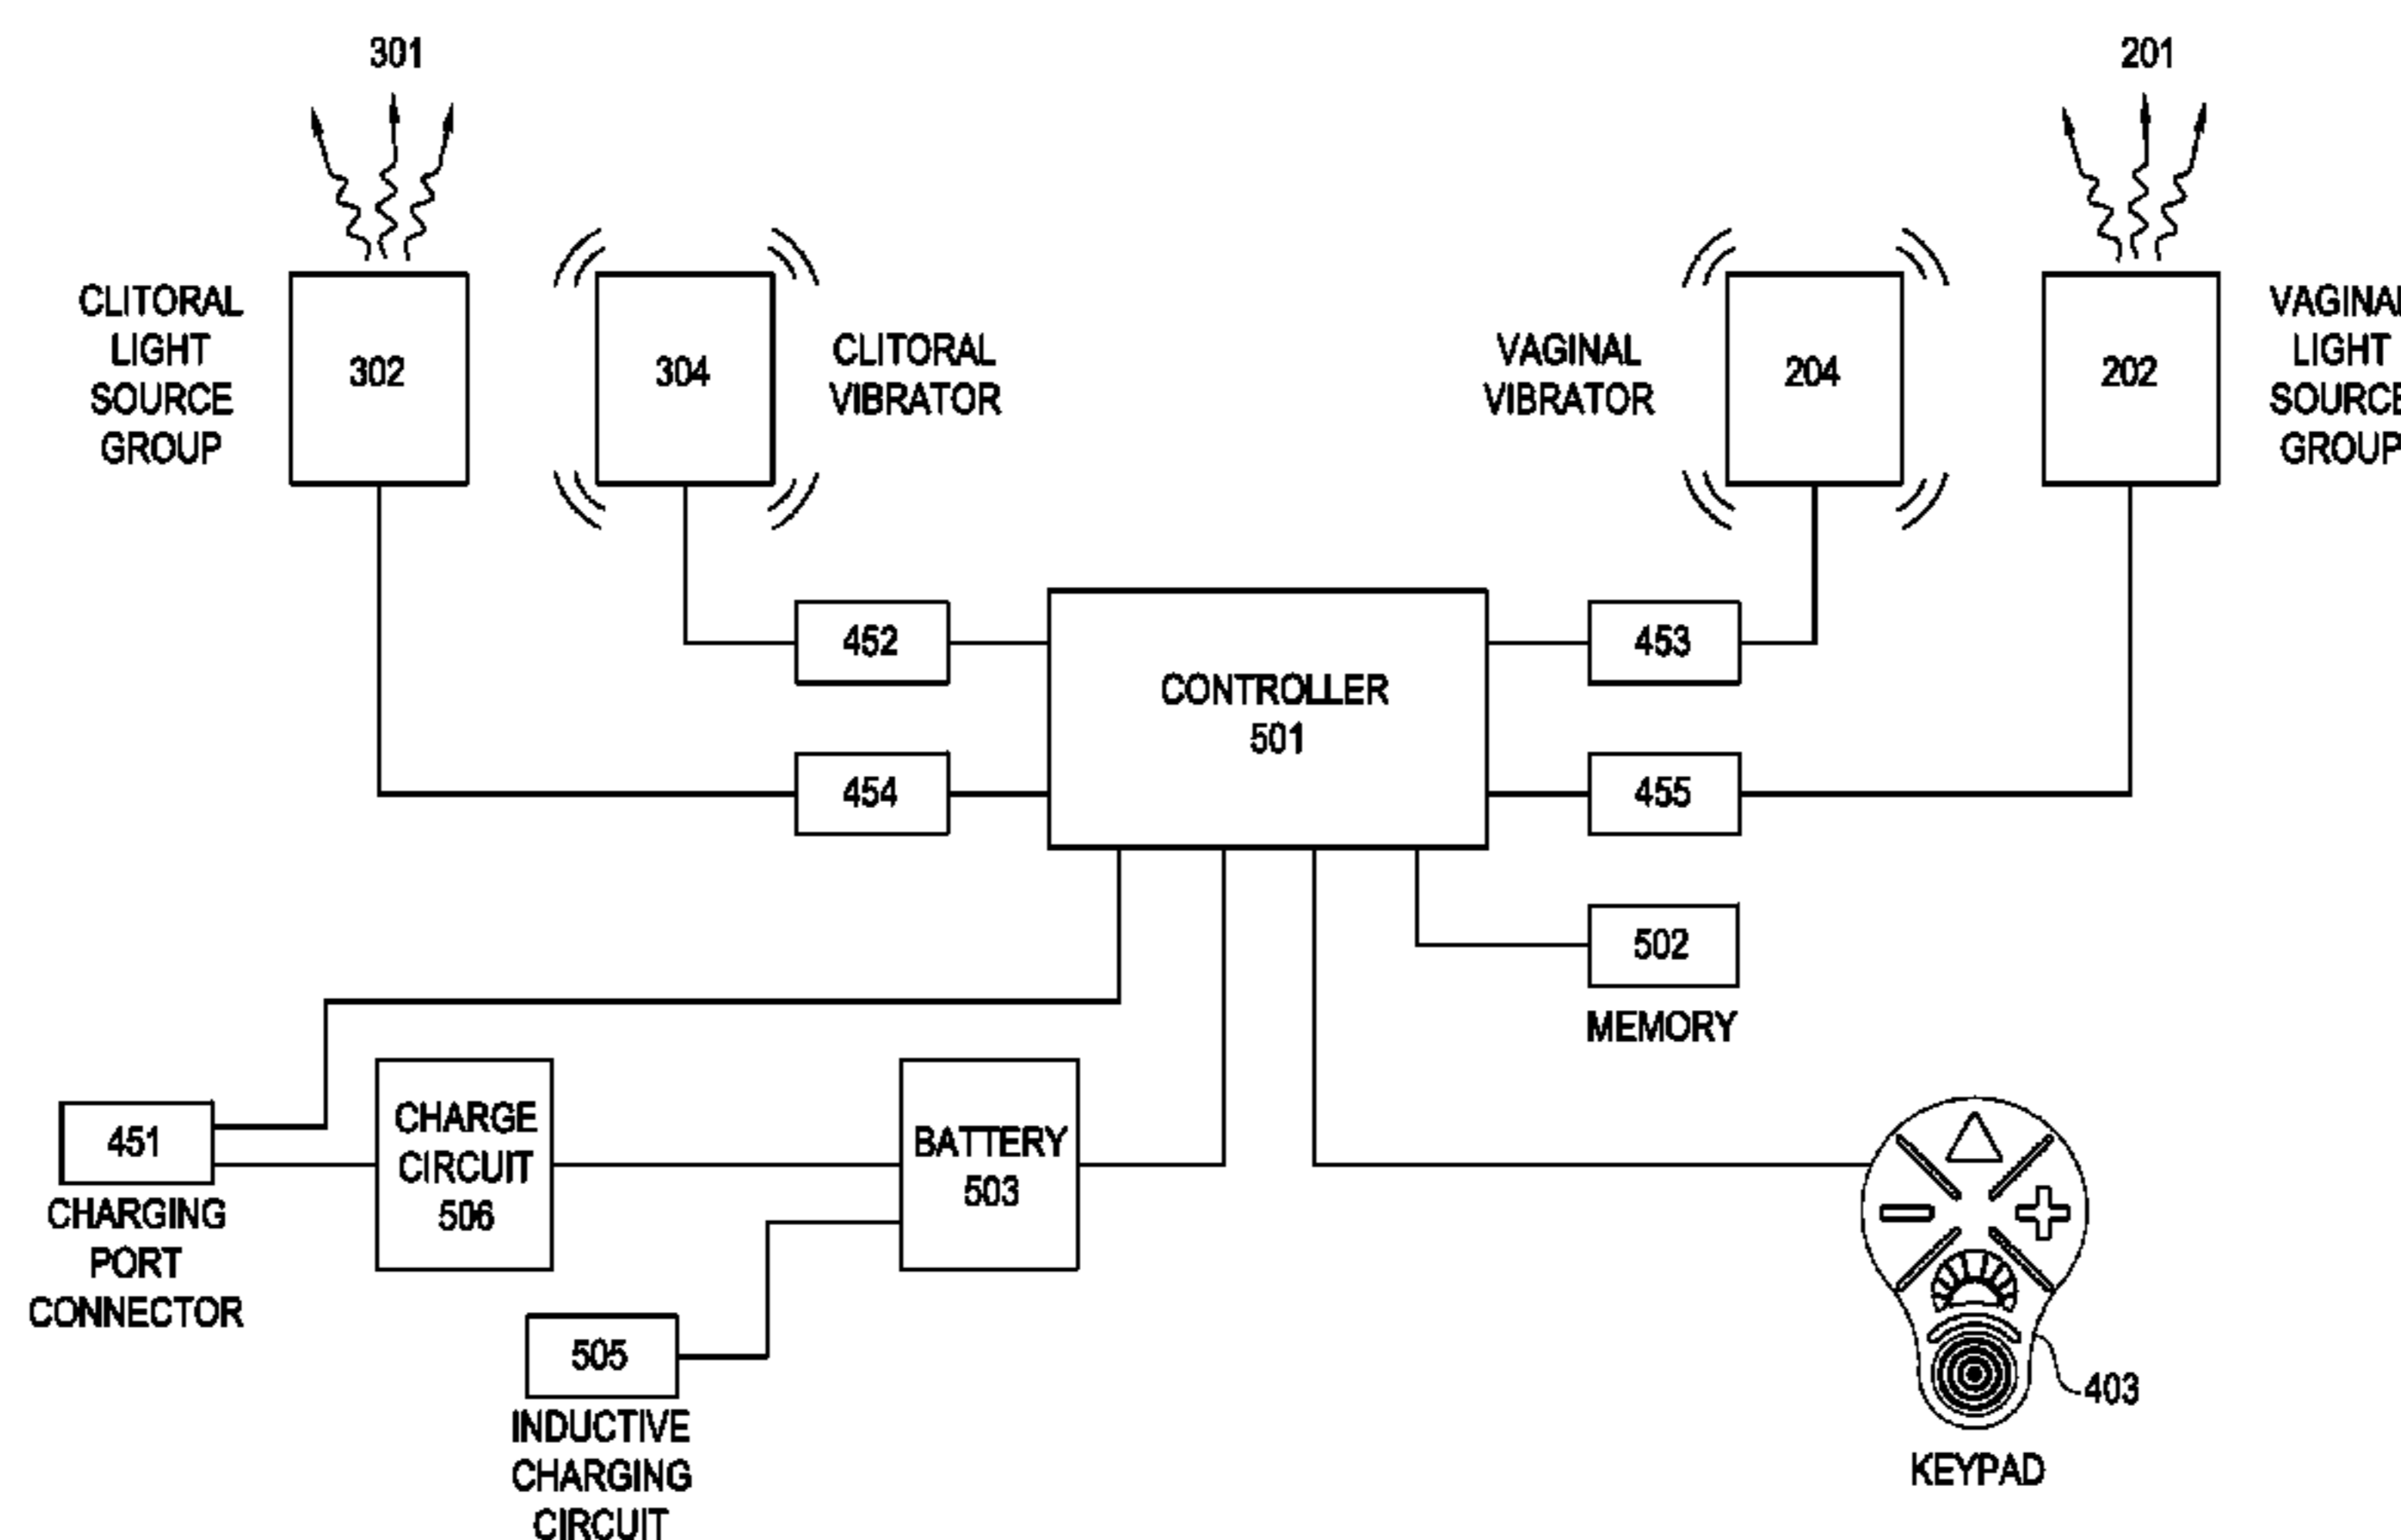 301
201
CLITORAL
LIGHT
SOURCE
GROUP
302
304
CLITORAL
VIBRATOR
VAGINAL
VIBRATOR
204
202
VAGINAL
LIGHT
SOURCE
GROUP
452
453
CONTROLLER
501
454
455
502
MEMORY
451
CHARGING
PORT
CONNECTOR
CHARGE
CIRCUIT
506
BATTERY
503
505
INDUCTIVE
CHARGING
CIRCUIT
403
KEYPAD